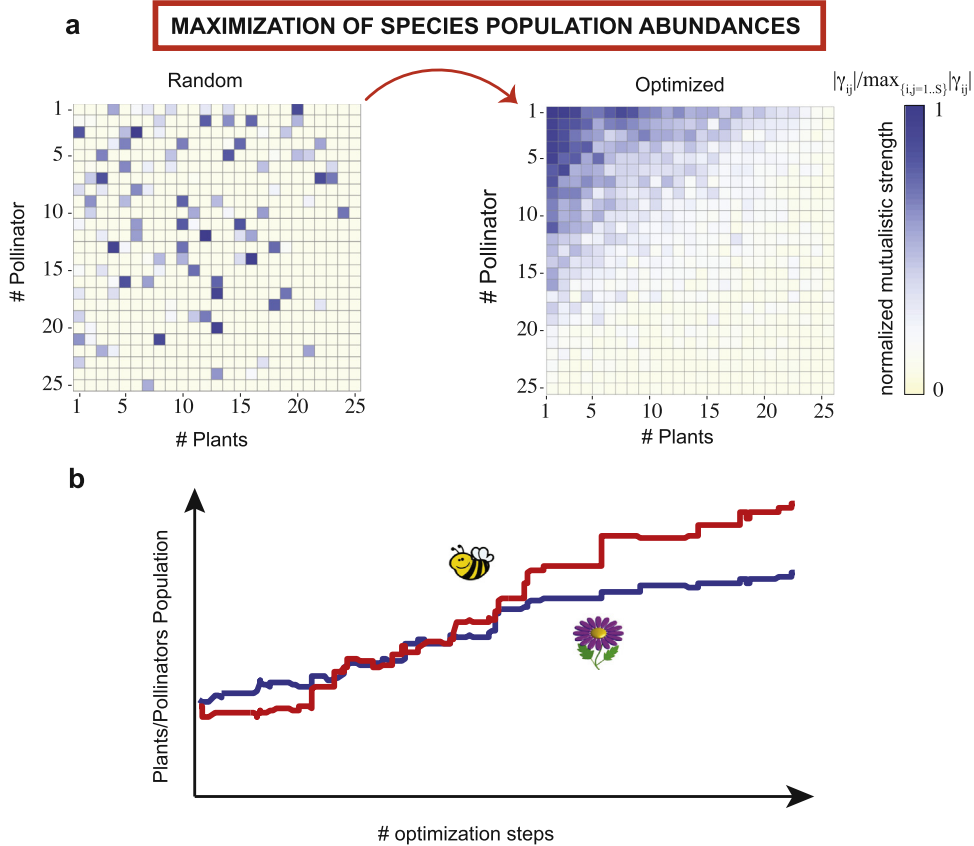 a
MAXIMIZATION OF SPECIES POPULATION ABUNDANCES
Random
Optimized
|γij|/max{i,j=1..S}|γij|
# Pollinator
1
5
10
15
20
25
1 5 10 15 20 25
# Plants
# Pollinator
1
5
10
15
20
25
1 5 10 15 20 25
# Plants
normalized mutualistic strength
1
0
b
Plants/Pollinators Population
# optimization steps